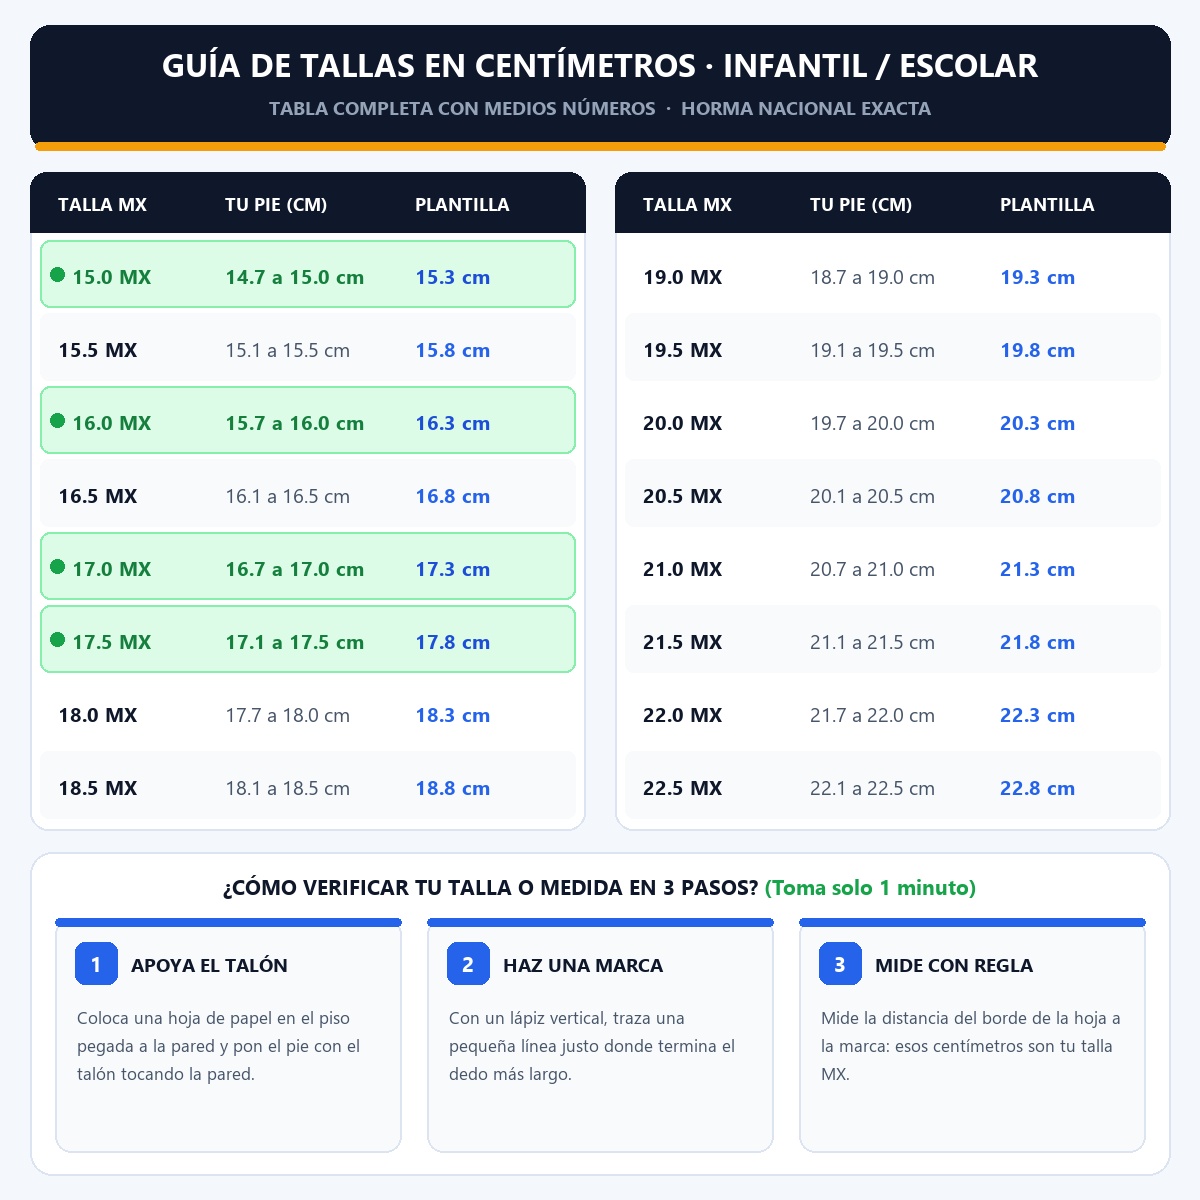 GUÍA DE TALLAS EN CENTÍMETROS · INFANTIL / ESCOLAR
TABLA COMPLETA CON MEDIOS NÚMEROS · HORMA NACIONAL EXACTA
TALLA MX TU PIE (CM) PLANTILLA
15.0 MX 14.7 a 15.0 cm 15.3 cm
15.5 MX 15.1 a 15.5 cm 15.8 cm
16.0 MX 15.7 a 16.0 cm 16.3 cm
16.5 MX 16.1 a 16.5 cm 16.8 cm
17.0 MX 16.7 a 17.0 cm 17.3 cm
17.5 MX 17.1 a 17.5 cm 17.8 cm
18.0 MX 17.7 a 18.0 cm 18.3 cm
18.5 MX 18.1 a 18.5 cm 18.8 cm
TALLA MX TU PIE (CM) PLANTILLA
19.0 MX 18.7 a 19.0 cm 19.3 cm
19.5 MX 19.1 a 19.5 cm 19.8 cm
20.0 MX 19.7 a 20.0 cm 20.3 cm
20.5 MX 20.1 a 20.5 cm 20.8 cm
21.0 MX 20.7 a 21.0 cm 21.3 cm
21.5 MX 21.1 a 21.5 cm 21.8 cm
22.0 MX 21.7 a 22.0 cm 22.3 cm
22.5 MX 22.1 a 22.5 cm 22.8 cm
¿CÓMO VERIFICAR TU TALLA O MEDIDA EN 3 PASOS? (Toma solo 1 minuto)
1 APOYA EL TALÓN
Coloca una hoja de papel en el piso
pegada a la pared y pon el pie con el
talón tocando la pared.
2 HAZ UNA MARCA
Con un lápiz vertical, traza una
pequeña línea justo donde termina el
dedo más largo.
3 MIDE CON REGLA
Mide la distancia del borde de la hoja a
la marca: esos centímetros son tu talla
MX.